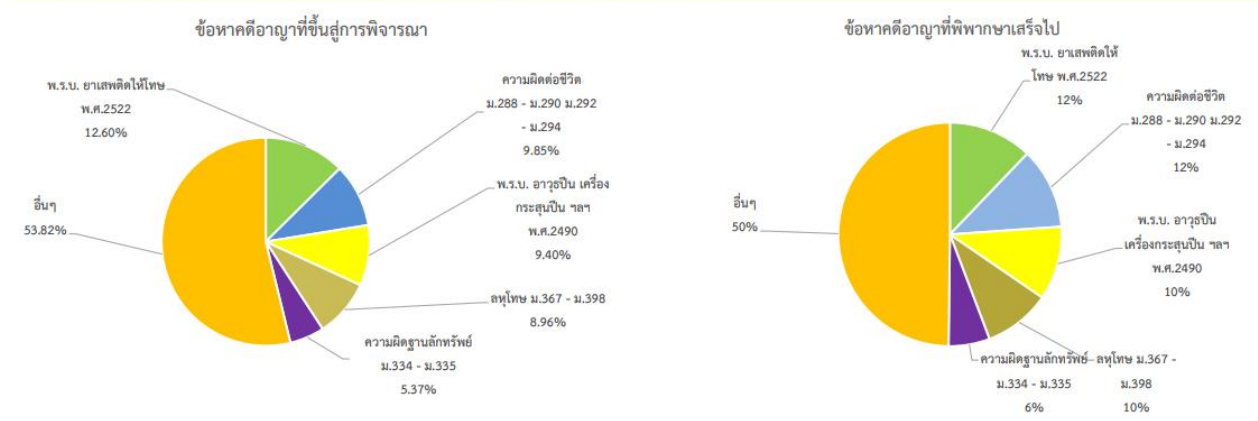 ข้อหาคดีอาญาที่ขึ้นสู่การพิจารณา
พ.ร.บ. ยาเสพติดให้โทษ
พ.ศ.2522
12.60%
ความผิดต่อชีวิต
ม.288 - ม.290 ม.292
- ม.294
9.85%
พ.ร.บ. อาวุธปืน เครื่อง
กระสุนปืน ฯลฯ
พ.ศ.2490
9.40%
ลหุโทษ ม.367 - ม.398
8.96%
ความผิดฐานลักทรัพย์
ม.334 - ม.335
5.37%
อื่นๆ
53.82%
ข้อหาคดีอาญาที่พิพากษาเสร็จไป
พ.ร.บ. ยาเสพติดให้
โทษ พ.ศ.2522
12%
ความผิดต่อชีวิต
ม.288 - ม.290 ม.292
- ม.294
12%
พ.ร.บ. อาวุธปืน
เครื่องกระสุนปืน ฯลฯ
พ.ศ.2490
10%
ลหุโทษ ม.367 -
ม.398
10%
ความผิดฐานลักทรัพย์
ม.334 - ม.335
6%
อื่นๆ
50%